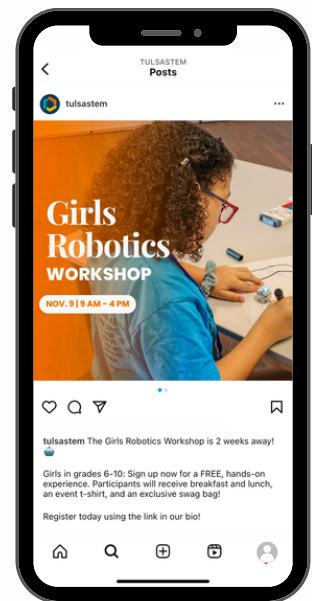 TULSASTEM
Posts
tulsastem
Girls
Robotics
WORKSHOP
NOV. 9 | 9 AM - 4 PM
tulsastem The Girls Robotics Workshop is 2 weeks away!
Girls in grades 6-10: Sign up now for a FREE, hands-on
experience. Participants will receive breakfast and lunch,
an event t-shirt, and an exclusive swag bag!
Register today using the link in our bio!